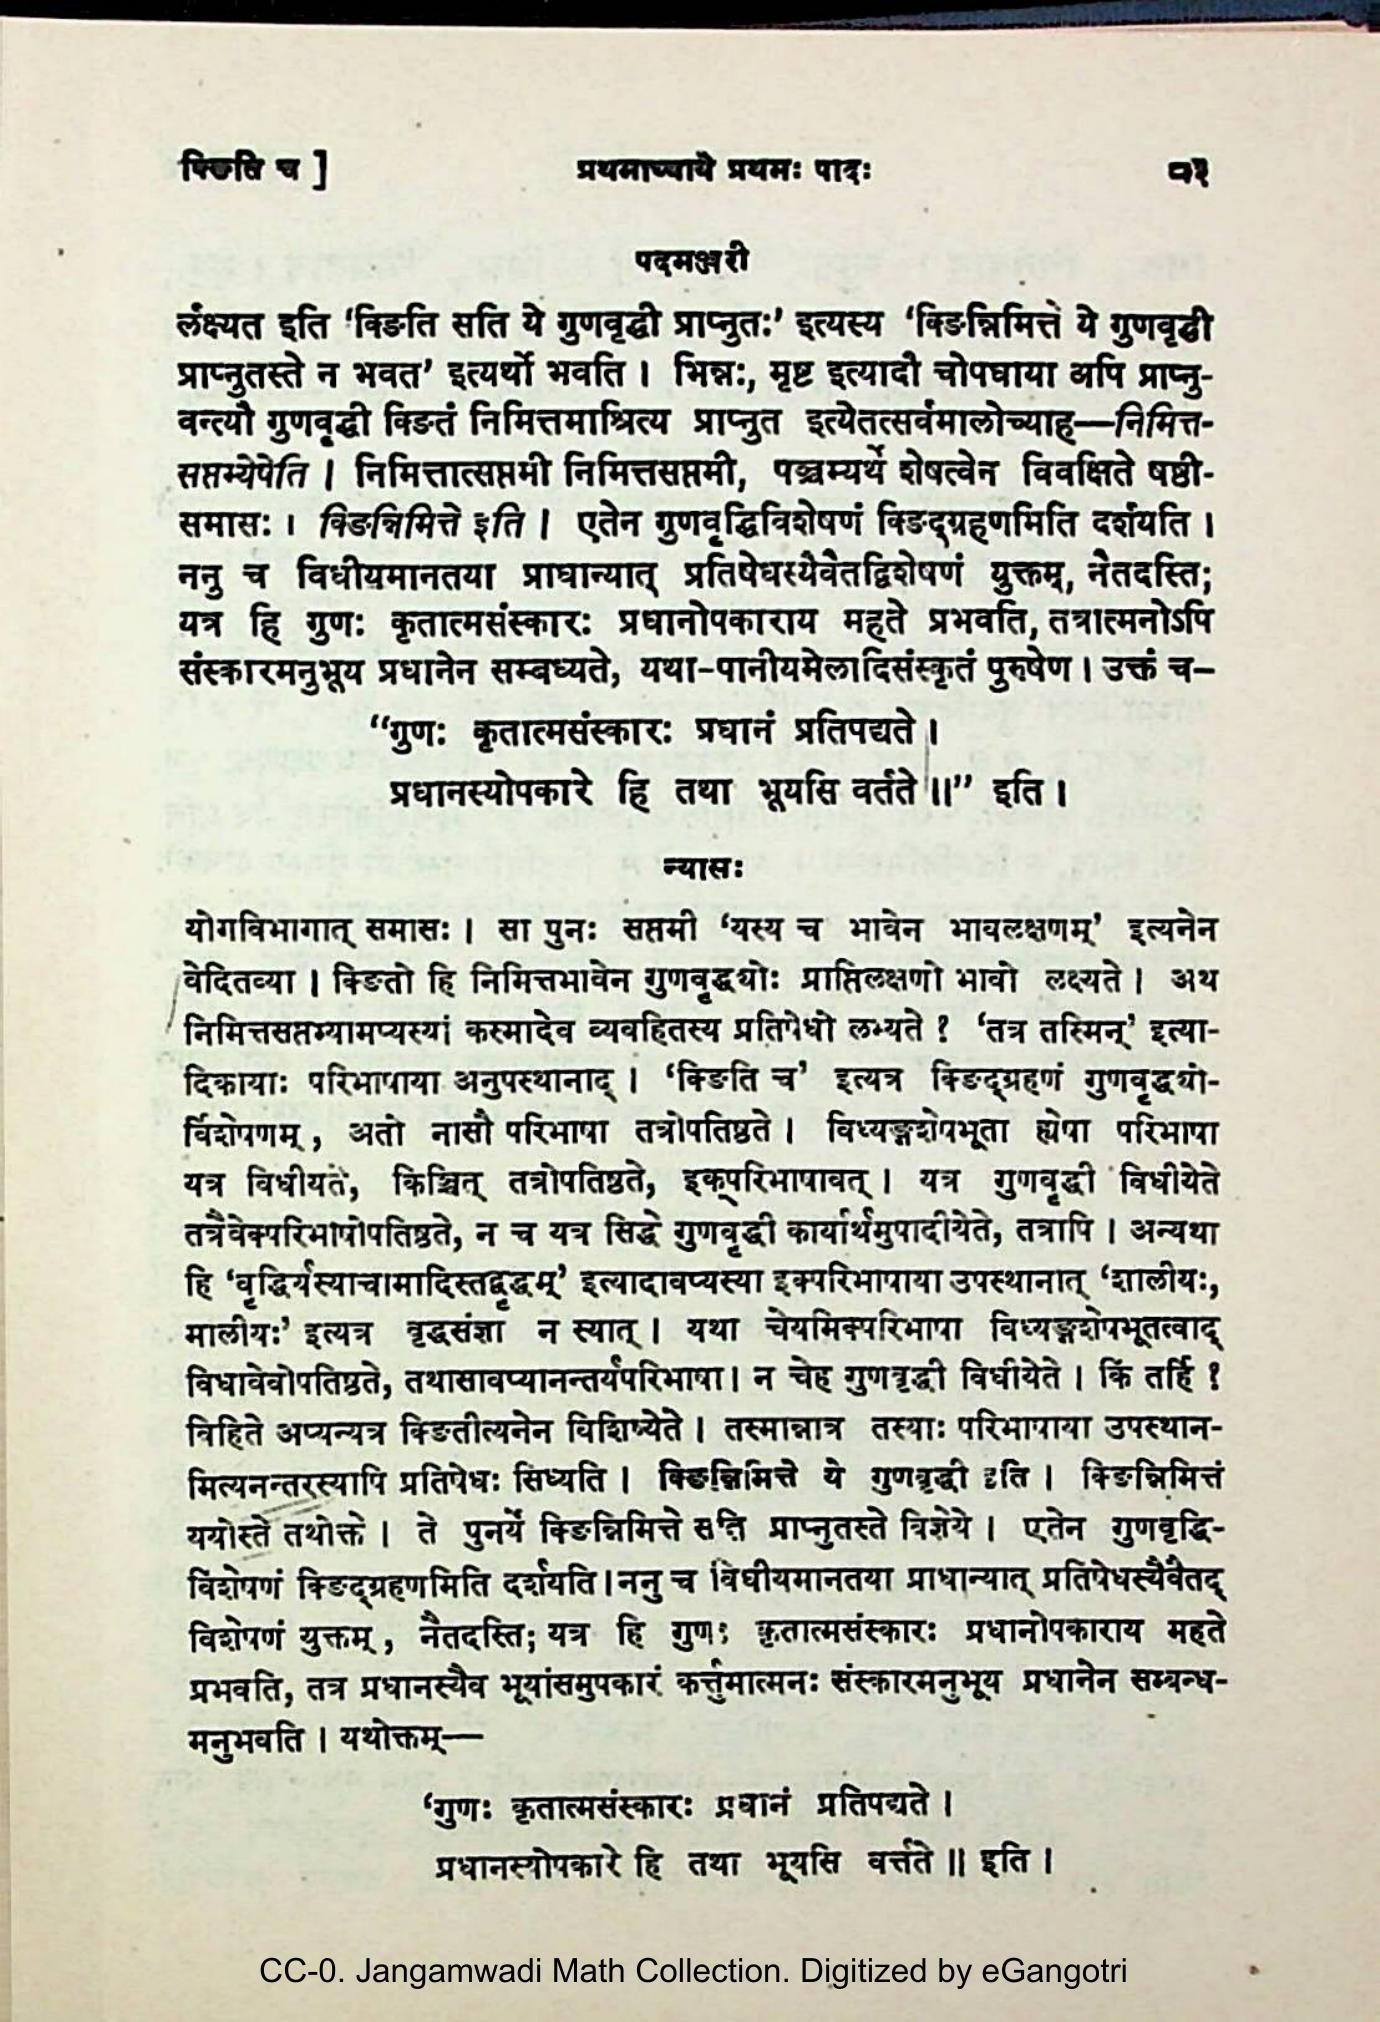 क्ङिति च ]
प्रथमाध्याये प्रथमः पादः
७१
पदमञ्जरी
र्लक्ष्यत इति 'क्ङिति सति ये गुणवृद्धी प्राप्नुतः' इत्यस्य 'क्ङिन्निमित्ते ये गुणवृद्धी
प्राप्नुतस्ते न भवत' इत्यर्थो भवति । भिन्नः, मृष्ट इत्यादौ चोपधाया अपि प्राप्नु-
वन्त्यौ गुणवृद्धी क्ङितं निमित्तमाश्रित्य प्राप्नुत इत्येतत्सर्वमालोच्याह—निमित्त-
सप्तम्येषेति । निमित्तात्सप्तमी निमित्तसप्तमी, पञ्चम्यर्थे शेषत्वेन विवक्षिते षष्ठी-
समासः । क्ङिन्निमित्ते इति । एतेन गुणवृद्धिविशेषणं क्ङिद्ग्रहणमिति दर्शयति ।
ननु च विधीयमानतया प्राधान्यात् प्रतिषेधस्यैवैतद्विशेषणं युक्तम्, नैतदस्ति;
यत्र हि गुणः कृतात्मसंस्कारः प्रधानोपकाराय महते प्रभवति, तत्रात्मनोऽपि
संस्कारमनुभूय प्रधानेन सम्बध्यते, यथा-पानीयमेलादिसंस्कृतं पुरुषेण । उक्तं च–
“गुणः कृतात्मसंस्कारः प्रधानं प्रतिपद्यते ।
प्रधानस्योपकारे हि तथा भूयसि वर्तते ॥” इति ।
न्यासः
योगविभागात् समासः । सा पुनः सप्तमी 'यस्य च भावेन भावलक्षणम्' इत्यनेन
वेदितव्या । क्ङितो हि निमित्तभावेन गुणवृद्ध्योः प्राप्तिलक्षणो भावो लक्ष्यते । अथ
निमित्तसप्तम्यामप्यस्यां कस्मादेव व्यवहितस्य प्रतिषेधो लभ्यते ? 'तत्र तस्मिन्' इत्या-
दिकायाः परिभाषाया अनुपस्थानाद् । 'क्ङिति च' इत्यत्र क्ङिद्ग्रहणं गुणवृद्ध्यो-
र्विशेषणम्, अतो नासौ परिभाषा तत्रोपतिष्ठते । विध्यङ्गशेषभूता ह्येषा परिभाषा
यत्र विधीयते, किञ्चित् तत्रोपतिष्ठते, इक्परिभाषावत् । यत्र गुणवृद्धी विधीयेते
तत्रैवेक्परिभाषोपतिष्ठते, न च यत्र सिद्धे गुणवृद्धी कार्यार्थमुपादीयेते, तत्रापि । अन्यथा
हि 'वृद्धिर्यस्याचामादिस्तद्वृद्धम्' इत्यादावप्यस्या इक्परिभाषाया उपस्थानात् 'शालीयः,
मालीयः' इत्यत्र वृद्धसंज्ञा न स्यात् । यथा चेयमिक्परिभाषा विध्यङ्गशेषभूतत्वाद्
विधावेवोपतिष्ठते, तथासावप्यानन्तर्यपरिभाषा। न चेह गुणवृद्धी विधीयेते । किं तर्हि ?
विहिते अप्यन्यत्र क्ङितीत्यनेन विशिष्येते । तस्मान्नात्र तस्याः परिभाषाया उपस्थान-
मित्यनन्तरस्यापि प्रतिषेधः सिध्यति । क्ङिन्निमित्ते ये गुणवृद्धी इति । क्ङिन्निमित्तं
ययोस्ते तथोक्ते । ते पुनर्ये क्ङिन्निमित्ते सति प्राप्नुतस्ते विज्ञेये । एतेन गुणवृद्धि-
विशेषणं क्ङिद्ग्रहणमिति दर्शयति।ननु च विधीयमानतया प्राधान्यात् प्रतिषेधस्यैवैतद्
विशेषणं युक्तम्, नैतदस्ति; यत्र हि गुणः कृतात्मसंस्कारः प्रधानोपकाराय महते
प्रभवति, तत्र प्रधानस्यैव भूयांसमुपकारं कर्त्तुमात्मनः संस्कारमनुभूय प्रधानेन सम्बन्ध-
मनुभवति । यथोक्तम्—
'गुणः कृतात्मसंस्कारः प्रधानं प्रतिपद्यते ।
प्रधानस्योपकारे हि तथा भूयसि वर्त्तते ॥ इति ।
CC-0. Jangamwadi Math Collection. Digitized by eGangotri